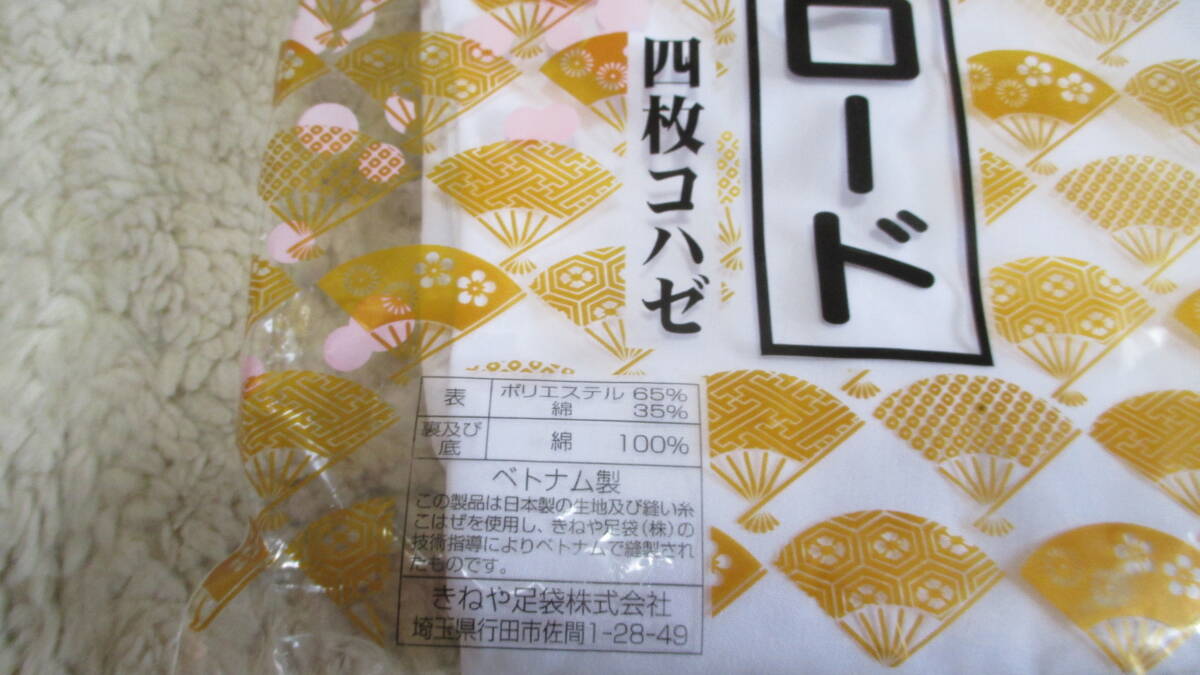 ロード
四枚コハゼ
表 ポリエステル 65%
綿 35%
裏及び底 綿 100%
ベトナム製
この製品は日本製の生地及び縫い糸
こはぜを使用し、きねや足袋(株)の
技術指導によりベトナムで縫製され
たものです。
きねや足袋株式会社
埼玉県行田市佐間1-28-49